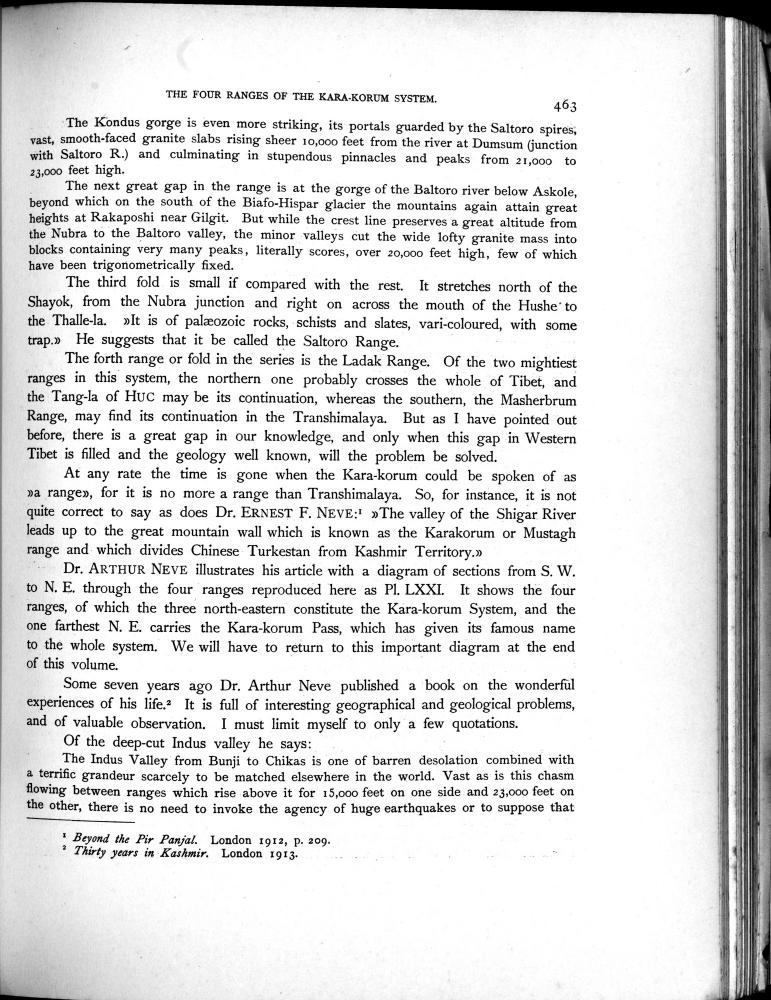 THE FOUR RANGES OF THE KARA-KORUM SYSTEM.
463
The Kondus gorge is even more striking, its portals guarded by the Saltoro spires,
vast, smooth-faced granite slabs rising sheer 10,000 feet from the river at Dumsum (junction
with Saltoro R.) and culminating in stupendous pinnacles and peaks from 21,000 to
23,000 feet high.
The next great gap in the range is at the gorge of the Baltoro river below Askole,
beyond which on the south of the Biafo-Hispar glacier the mountains again attain great
heights at Rakaposhi near Gilgit. But while the crest line preserves a great altitude from
the Nubra to the Baltoro valley, the minor valleys cut the wide lofty granite mass into
blocks containing very many peaks, literally scores, over 20,000 feet high, few of which
have been trigonometrically fixed.
The third fold is small if compared with the rest. It stretches north of the
Shayok, from the Nubra junction and right on across the mouth of the Hushe to
the Thalle-la. »It is of palæozoic rocks, schists and slates, vari-coloured, with some
trap.» He suggests that it be called the Saltoro Range.
The forth range or fold in the series is the Ladak Range. Of the two mightiest
ranges in this system, the northern one probably crosses the whole of Tibet, and
the Tang-la of HUC may be its continuation, whereas the southern, the Masherbrum
Range, may find its continuation in the Transhimalaya. But as I have pointed out
before, there is a great gap in our knowledge, and only when this gap in Western
Tibet is filled and the geology well known, will the problem be solved.
At any rate the time is gone when the Kara-korum could be spoken of as
»a range», for it is no more a range than Transhimalaya. So, for instance, it is not
quite correct to say as does Dr. ERNEST F. NEVE:¹ »The valley of the Shigar River
leads up to the great mountain wall which is known as the Karakorum or Mustagh
range and which divides Chinese Turkestan from Kashmir Territory.»
Dr. ARTHUR NEVE illustrates his article with a diagram of sections from S. W.
to N. E. through the four ranges reproduced here as Pl. LXXI. It shows the four
ranges, of which the three north-eastern constitute the Kara-korum System, and the
one farthest N. E. carries the Kara-korum Pass, which has given its famous name
to the whole system. We will have to return to this important diagram at the end
of this volume.
Some seven years ago Dr. Arthur Neve published a book on the wonderful
experiences of his life.² It is full of interesting geographical and geological problems,
and of valuable observation. I must limit myself to only a few quotations.
Of the deep-cut Indus valley he says:
The Indus Valley from Bunji to Chikas is one of barren desolation combined with
a terrific grandeur scarcely to be matched elsewhere in the world. Vast as is this chasm
flowing between ranges which rise above it for 15,000 feet on one side and 23,000 feet on
the other, there is no need to invoke the agency of huge earthquakes or to suppose that
¹ Beyond the Pir Panjal. London 1912, p. 209.
² Thirty years in Kashmir. London 1913.